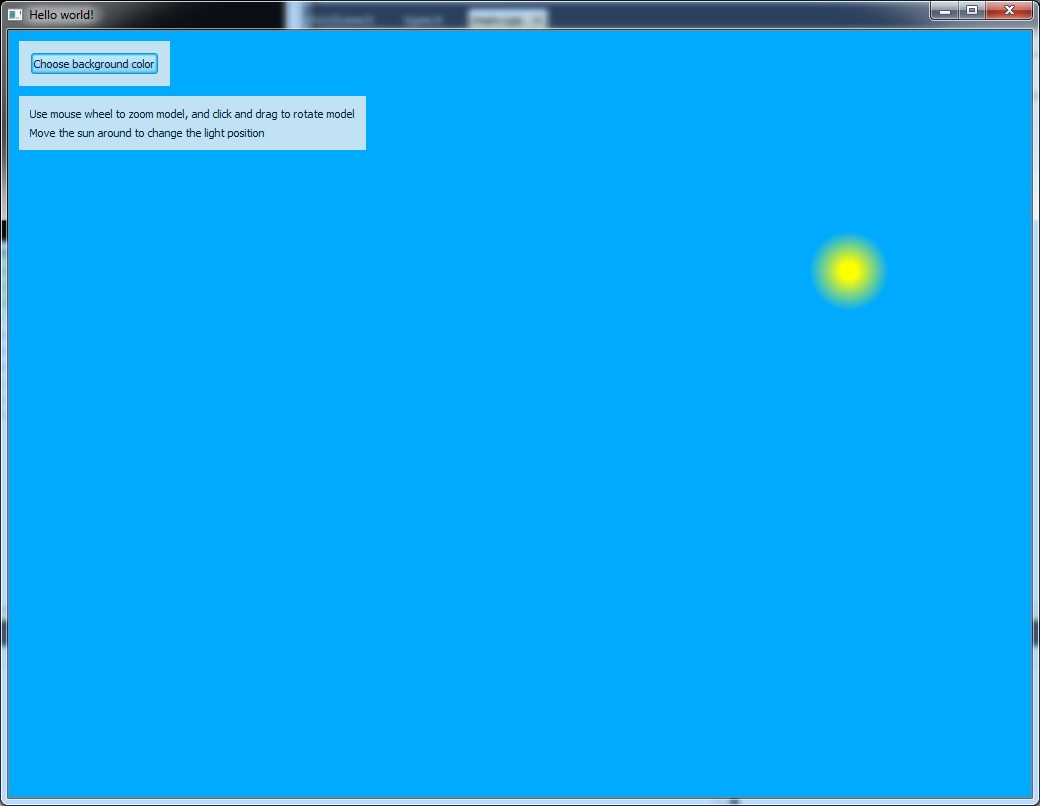 Hello world!
Choose background color
Use mouse wheel to zoom model, and click and drag to rotate model
Move the sun around to change the light position